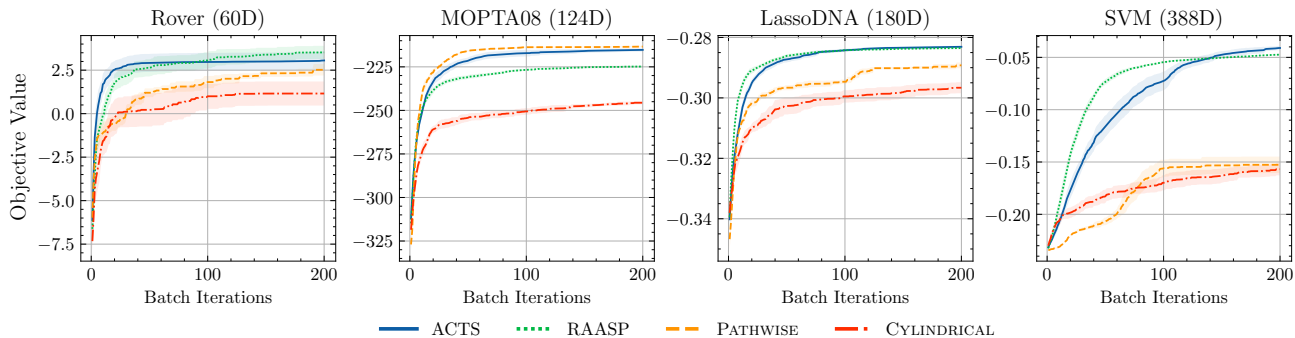 Rover (60D) MOPTA08 (124D) LassoDNA (180D) SVM (388D)
Objective Value
2.5
0.0
−2.5
−5.0
−7.5
0 100 200
Batch Iterations
−225
−250
−275
−300
−325
0 100 200
Batch Iterations
−0.28
−0.30
−0.32
−0.34
0 100 200
Batch Iterations
−0.05
−0.10
−0.15
−0.20
0 100 200
Batch Iterations
ACTS RAASP PATHWISE CYLINDRICAL